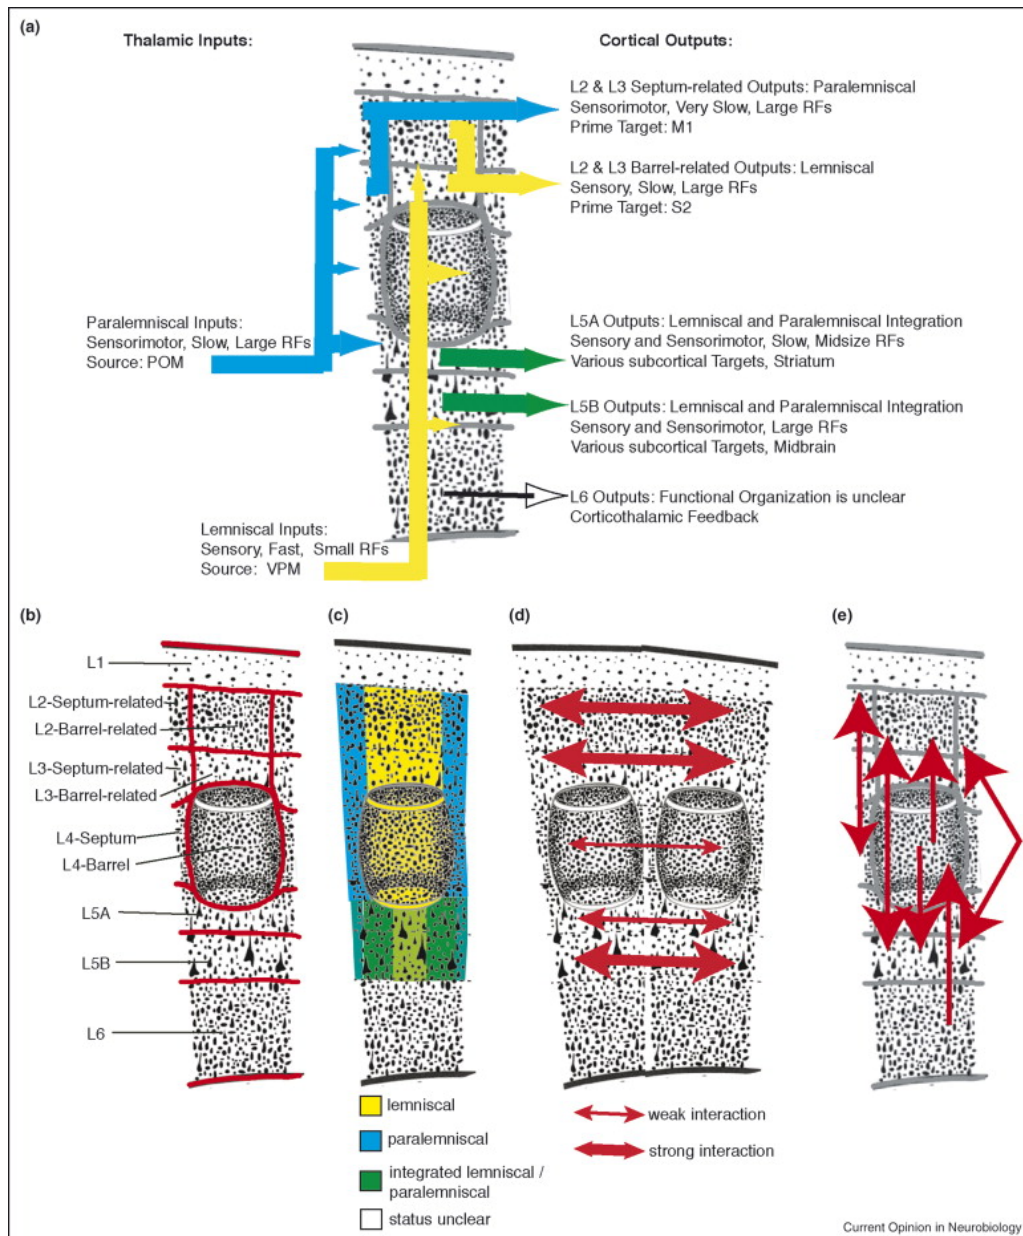 (a)
Thalamic Inputs:
Cortical Outputs:
L2 & L3 Septum-related Outputs: Paralemniscal
Sensorimotor, Very Slow, Large RFs
Prime Target: M1
L2 & L3 Barrel-related Outputs: Lemniscal
Sensory, Slow, Large RFs
Prime Target: S2
Paralemniscal Inputs:
Sensorimotor, Slow, Large RFs
Source: POM
L5A Outputs: Lemniscal and Paralemniscal Integration
Sensory and Sensorimotor, Slow, Midsize RFs
Various subcortical Targets, Striatum
L5B Outputs: Lemniscal and Paralemniscal Integration
Sensory and Sensorimotor, Large RFs
Various subcortical Targets, Midbrain
L6 Outputs: Functional Organization is unclear
Corticothalamic Feedback
Lemniscal Inputs:
Sensory, Fast, Small RFs
Source: VPM
(b)
L1
L2-Septum-related
L2-Barrel-related
L3-Septum-related
L3-Barrel-related
L4-Septum
L4-Barrel
L5A
L5B
L6
(c)
lemniscal
paralemniscal
integrated lemniscal /
paralemniscal
status unclear
(d)
weak interaction
strong interaction
(e)
Current Opinion in Neurobiology